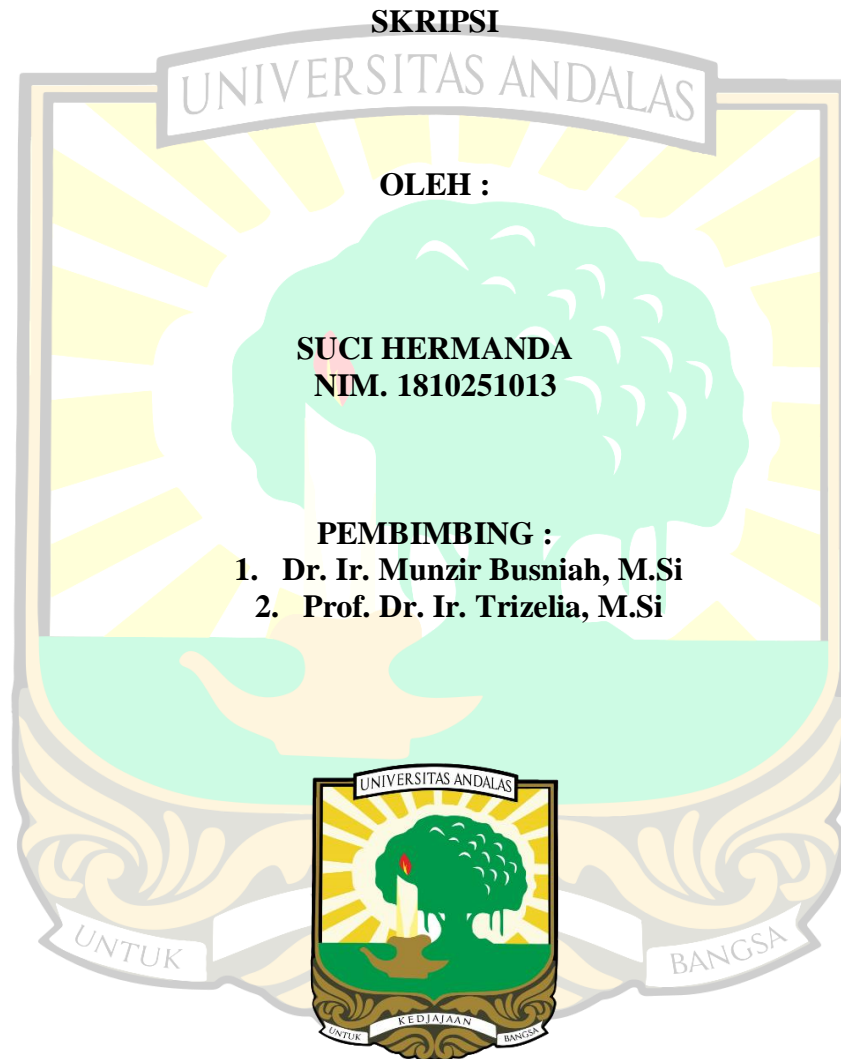 SKRIPSI
UNIVERSITAS ANDALAS
OLEH :
SUCI HERMANDA
NIM. 1810251013
PEMBIMBING :
1. Dr. Ir. Munzir Busniah, M.Si
2. Prof. Dr. Ir. Trizelia, M.Si
UNIVERSITAS ANDALAS
UNTUK
BANGSA
UNTUK KEDJAJAAN BANGSA